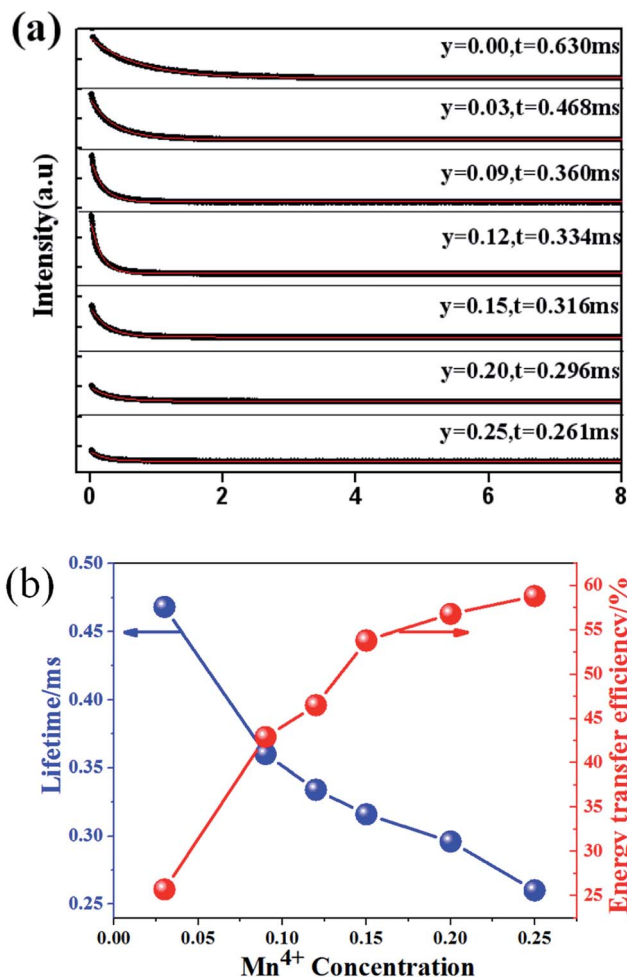 (a)
Intensity(a.u)
y=0.00,t=0.630ms
y=0.03,t=0.468ms
y=0.09,t=0.360ms
y=0.12,t=0.334ms
y=0.15,t=0.316ms
y=0.20,t=0.296ms
y=0.25,t=0.261ms
0 2 4 6 8
(b)
Lifetime/ms
0.50
0.45
0.40
0.35
0.30
0.25
60
55
50
45
40
35
30
25
Energy transfer efficiency/%
0.00 0.05 0.10 0.15 0.20 0.25
Mn⁴⁺ Concentration